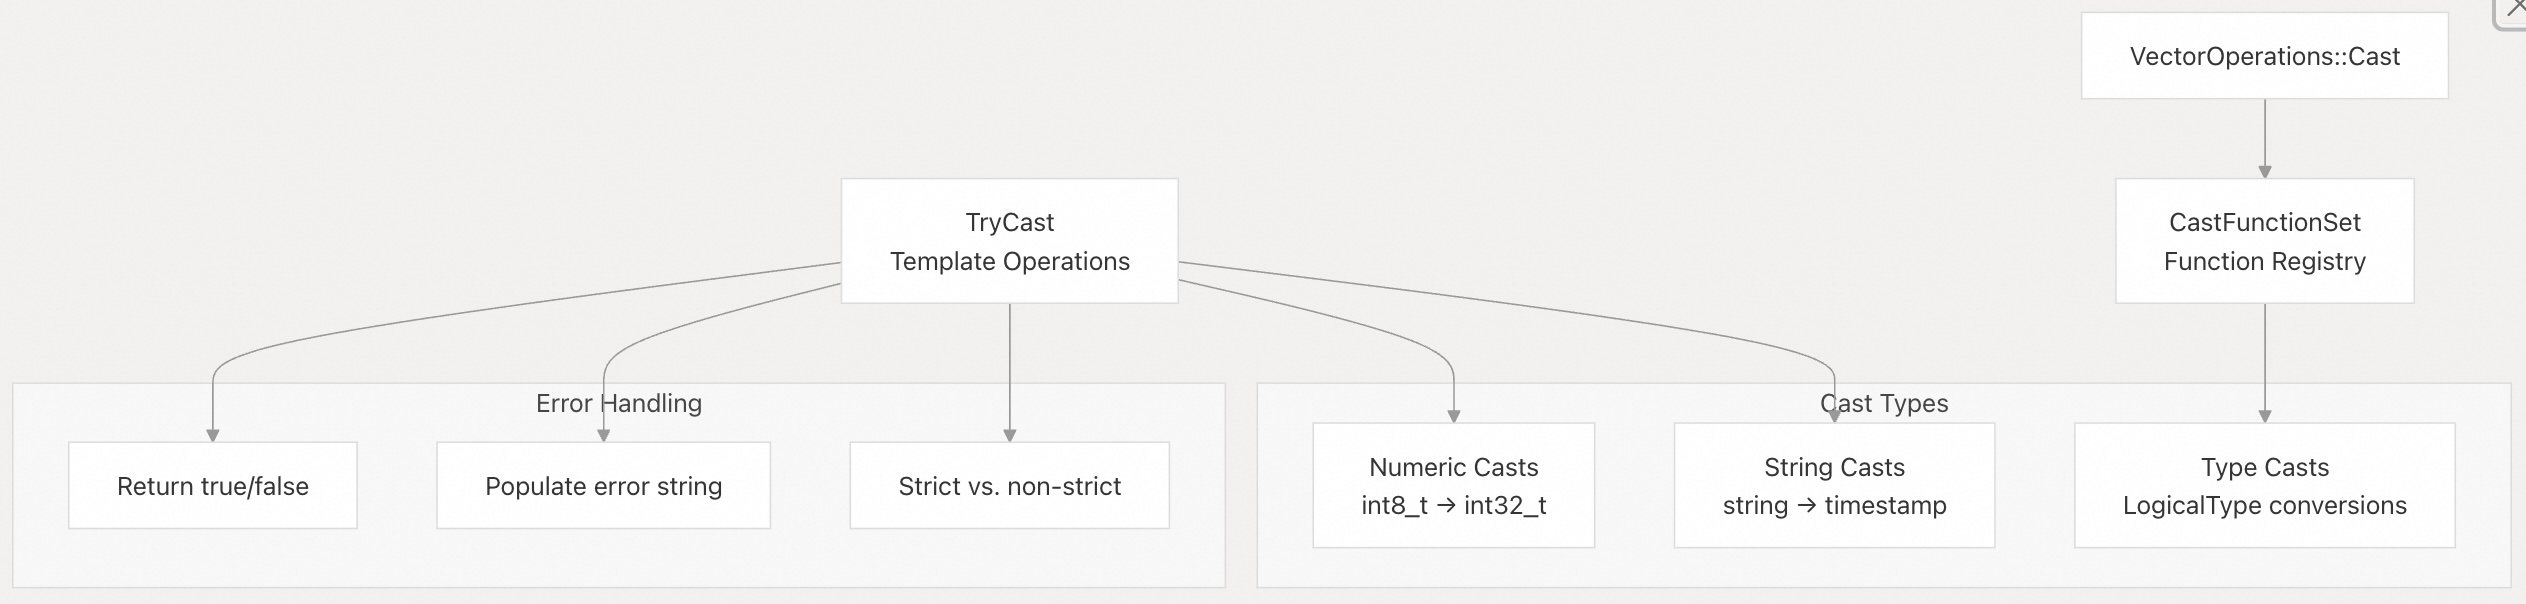 VectorOperations::Cast
TryCast
Template Operations
CastFunctionSet
Function Registry
Error Handling
Return true/false
Populate error string
Strict vs. non-strict
Cast Types
Numeric Casts
int8_t → int32_t
String Casts
string → timestamp
Type Casts
LogicalType conversions